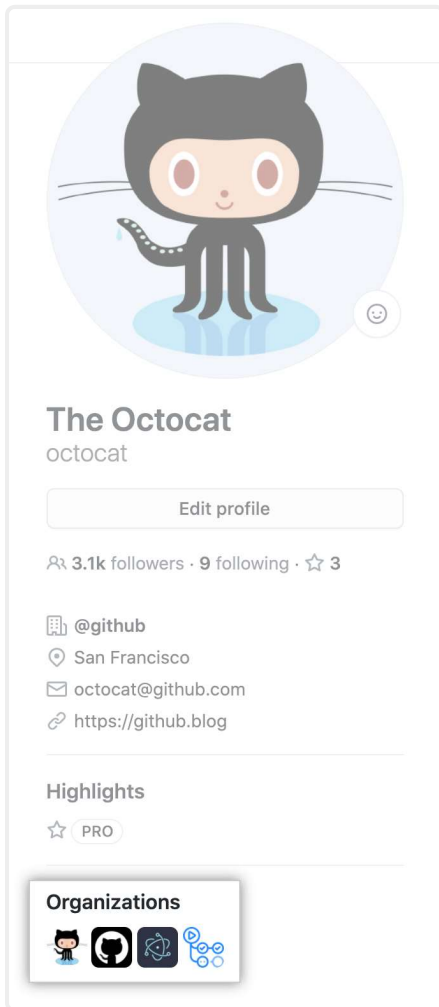 The Octocat
octocat
Edit profile
3.1k followers · 9 following · 3
@github
San Francisco
octocat@github.com
https://github.blog
Highlights
PRO
Organizations